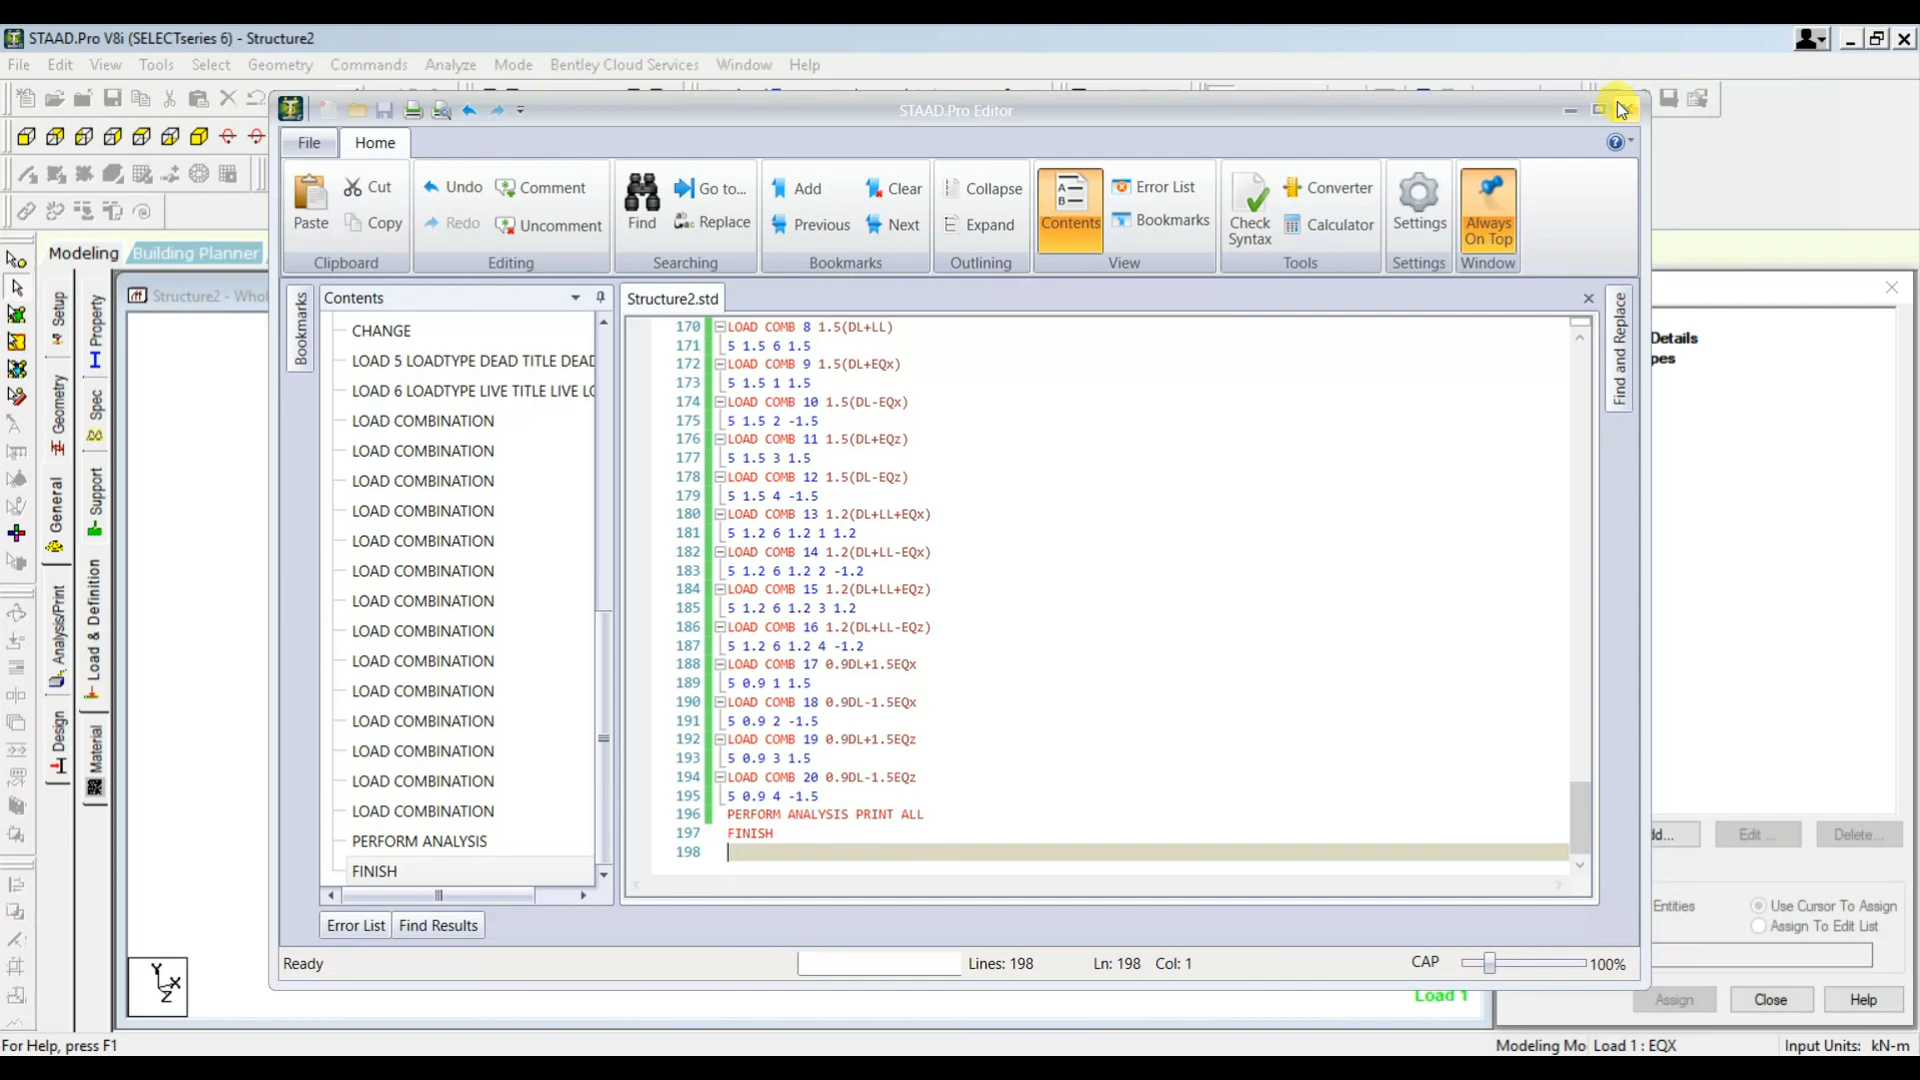 STAAD.Pro V8i (SELECTseries 6) - Structure2
File Edit View Tools Select Geometry Commands Analyze Mode Bentley Cloud Services Window Help
STAAD.Pro Editor
File Home
Paste Cut Copy Clipboard
Undo Redo Comment Uncomment Editing
Find Go to... Replace Searching
Add Previous Clear Next Bookmarks
Collapse Expand Outlining
Contents Error List Bookmarks View
Check Syntax Converter Calculator Tools
Settings Settings
Always On Top Window
Modeling Building Planner
Setup
Geometry
General
Analysis/Print
Design
Property
Spec
Support
Load & Definition
Material
Structure2 - Whol
Bookmarks
Contents
CHANGE
LOAD 5 LOADTYPE DEAD TITLE DEAD
LOAD 6 LOADTYPE LIVE TITLE LIVE LO
LOAD COMBINATION
LOAD COMBINATION
LOAD COMBINATION
LOAD COMBINATION
LOAD COMBINATION
LOAD COMBINATION
LOAD COMBINATION
LOAD COMBINATION
LOAD COMBINATION
LOAD COMBINATION
LOAD COMBINATION
LOAD COMBINATION
LOAD COMBINATION
LOAD COMBINATION
PERFORM ANALYSIS
FINISH
Structure2.std
170 LOAD COMB 8 1.5(DL+LL)
171 5 1.5 6 1.5
172 LOAD COMB 9 1.5(DL+EQx)
173 5 1.5 1 1.5
174 LOAD COMB 10 1.5(DL-EQx)
175 5 1.5 2 -1.5
176 LOAD COMB 11 1.5(DL+EQz)
177 5 1.5 3 1.5
178 LOAD COMB 12 1.5(DL-EQz)
179 5 1.5 4 -1.5
180 LOAD COMB 13 1.2(DL+LL+EQx)
181 5 1.2 6 1.2 1 1.2
182 LOAD COMB 14 1.2(DL+LL-EQx)
183 5 1.2 6 1.2 2 -1.2
184 LOAD COMB 15 1.2(DL+LL+EQz)
185 5 1.2 6 1.2 3 1.2
186 LOAD COMB 16 1.2(DL+LL-EQz)
187 5 1.2 6 1.2 4 -1.2
188 LOAD COMB 17 0.9DL+1.5EQx
189 5 0.9 1 1.5
190 LOAD COMB 18 0.9DL-1.5EQx
191 5 0.9 2 -1.5
192 LOAD COMB 19 0.9DL+1.5EQz
193 5 0.9 3 1.5
194 LOAD COMB 20 0.9DL-1.5EQz
195 5 0.9 4 -1.5
196 PERFORM ANALYSIS PRINT ALL
197 FINISH
198
Find and Replace
Details
pes
dd... Edit ... Delete...
Entities
Use Cursor To Assign
Assign To Edit List
Assign Close Help
Error List Find Results
Ready Lines: 198 Ln: 198 Col: 1 CAP 100%
Load 1
Y X Z
For Help, press F1 Modeling Mo Load 1 : EQX Input Units: kN-m